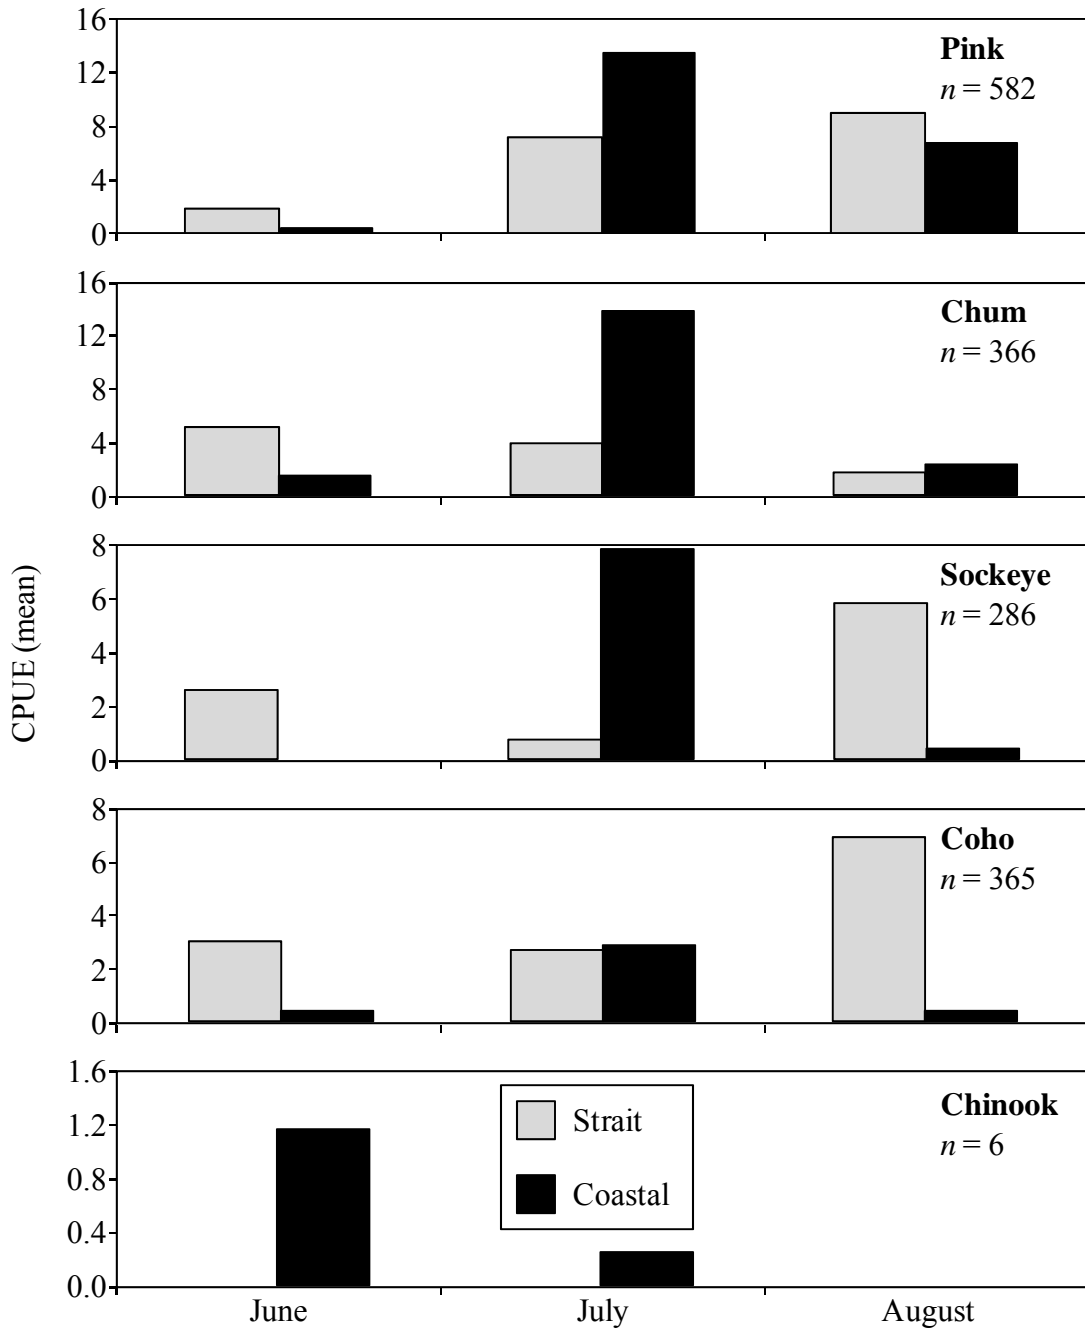 16
12
8
4
0
Pink
n = 582
16
12
8
4
0
Chum
n = 366
CPUE (mean)
8
6
4
2
0
Sockeye
n = 286
8
6
4
2
0
Coho
n = 365
1.6
1.2
0.8
0.4
0.0
Strait
Coastal
Chinook
n = 6
June July August